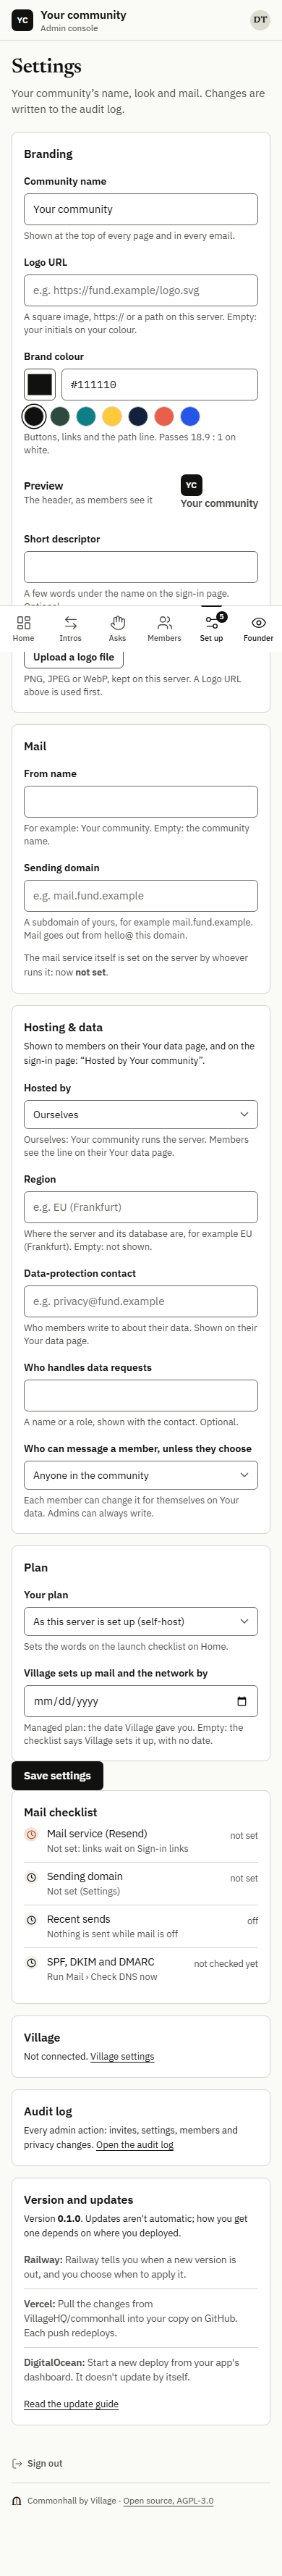 YC
Your community
DT
Admin console
Settings
Your community's name, look and mail. Changes are
written to the audit log.
Branding
Community name
Your community
Shown at the top of every page and in every email.
Logo URL
e.g. https://fund.example/logo.svg
A square image, https:// or a path on this server. Empty:
your initials on your colour.
Brand colour
#111110
Buttons, links and the path line. Passes 18.9 : 1 on
white.
Preview
The header, as members see it
YC
Your community
Short descriptor
A few words under the name on the sign-in page.
Home
Intros
Asks
Members
5
Set up
Founder
Upload a logo file
PNG, JPEG or WebP, kept on this server. A Logo URL
above is used first.
Mail
From name
For example: Your community. Empty: the community
name.
Sending domain
e.g. mail.fund.example
A subdomain of yours, for example mail.fund.example.
Mail goes out from hello@ this domain.
The mail service itself is set on the server by whoever
runs it: now not set.
Hosting & data
Shown to members on their Your data page, and on the
sign-in page: “Hosted by Your community”.
Hosted by
Ourselves
Ourselves: Your community runs the server. Members
see the line on their Your data page.
Region
e.g. EU (Frankfurt)
Where the server and its database are, for example EU
(Frankfurt). Empty: not shown.
Data-protection contact
e.g. privacy@fund.example
Who members write to about their data. Shown on their
Your data page.
Who handles data requests
A name or a role, shown with the contact. Optional.
Who can message a member, unless they choose
Anyone in the community
Each member can change it for themselves on Your
data. Admins can always write.
Plan
Your plan
As this server is set up (self-host)
Sets the words on the launch checklist on Home.
Village sets up mail and the network by
mm/dd/yyyy
Managed plan: the date Village gave you. Empty: the
checklist says Village sets it up, with no date.
Save settings
Mail checklist
Mail service (Resend)
Not set: links wait on Sign-in links
not set
Sending domain
Not set (Settings)
not set
Recent sends
Nothing is sent while mail is off
off
SPF, DKIM and DMARC
Run Mail › Check DNS now
not checked yet
Village
Not connected. Village settings
Audit log
Every admin action: invites, settings, members and
privacy changes. Open the audit log
Version and updates
Version 0.1.0. Updates aren't automatic; how you get
one depends on where you deployed.
Railway: Railway tells you when a new version is
out, and you choose when to apply it.
Vercel: Pull the changes from
VillageHQ/commonhall into your copy on GitHub.
Each push redeploys.
DigitalOcean: Start a new deploy from your app's
dashboard. It doesn't update by itself.
Read the update guide
Sign out
Commonhall by Village · Open source, AGPL-3.0